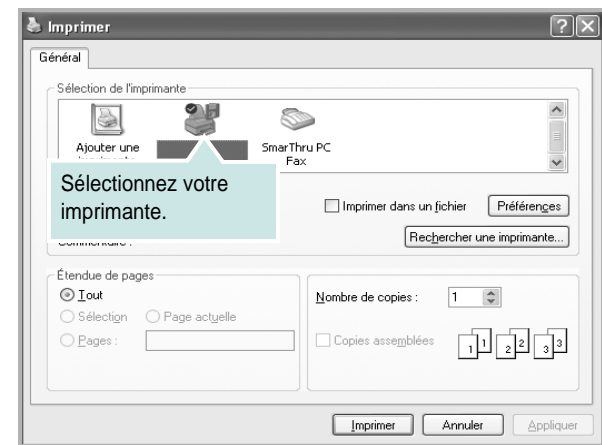 Imprimer
Général
Sélection de l'imprimante
Ajouter une
SmarThru PC
Fax
Sélectionnez votre
imprimante.
Imprimer dans un fichier
Préférences
Commentaire :
Rechercher une imprimante...
Étendue de pages
Tout
Sélection
Page actuelle
Pages :
Nombre de copies :
1
Copies assemblées
1 1 2 2 3 3
Imprimer
Annuler
Appliquer